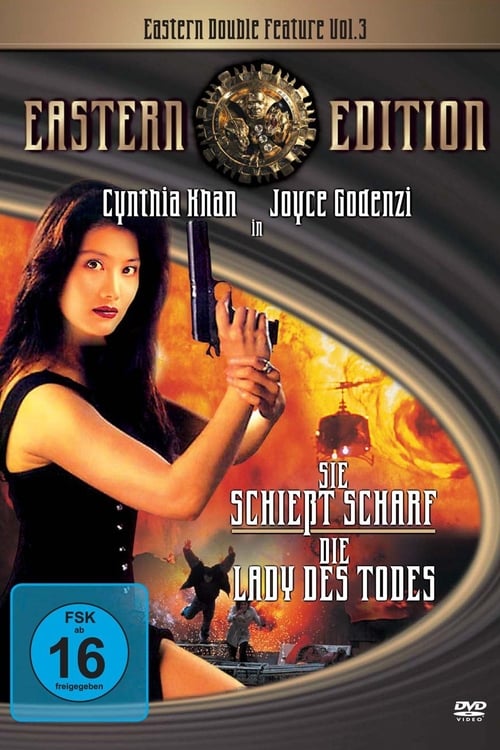 Eastern Double Feature Vol.3
EASTERN EDITION
Cynthia Khan in Joyce Godenzi
SIE
SCHIEßT SCHARF
DIE
LADY DES TODES
FSK
ab
16
freigegeben
DVD
VIDEO